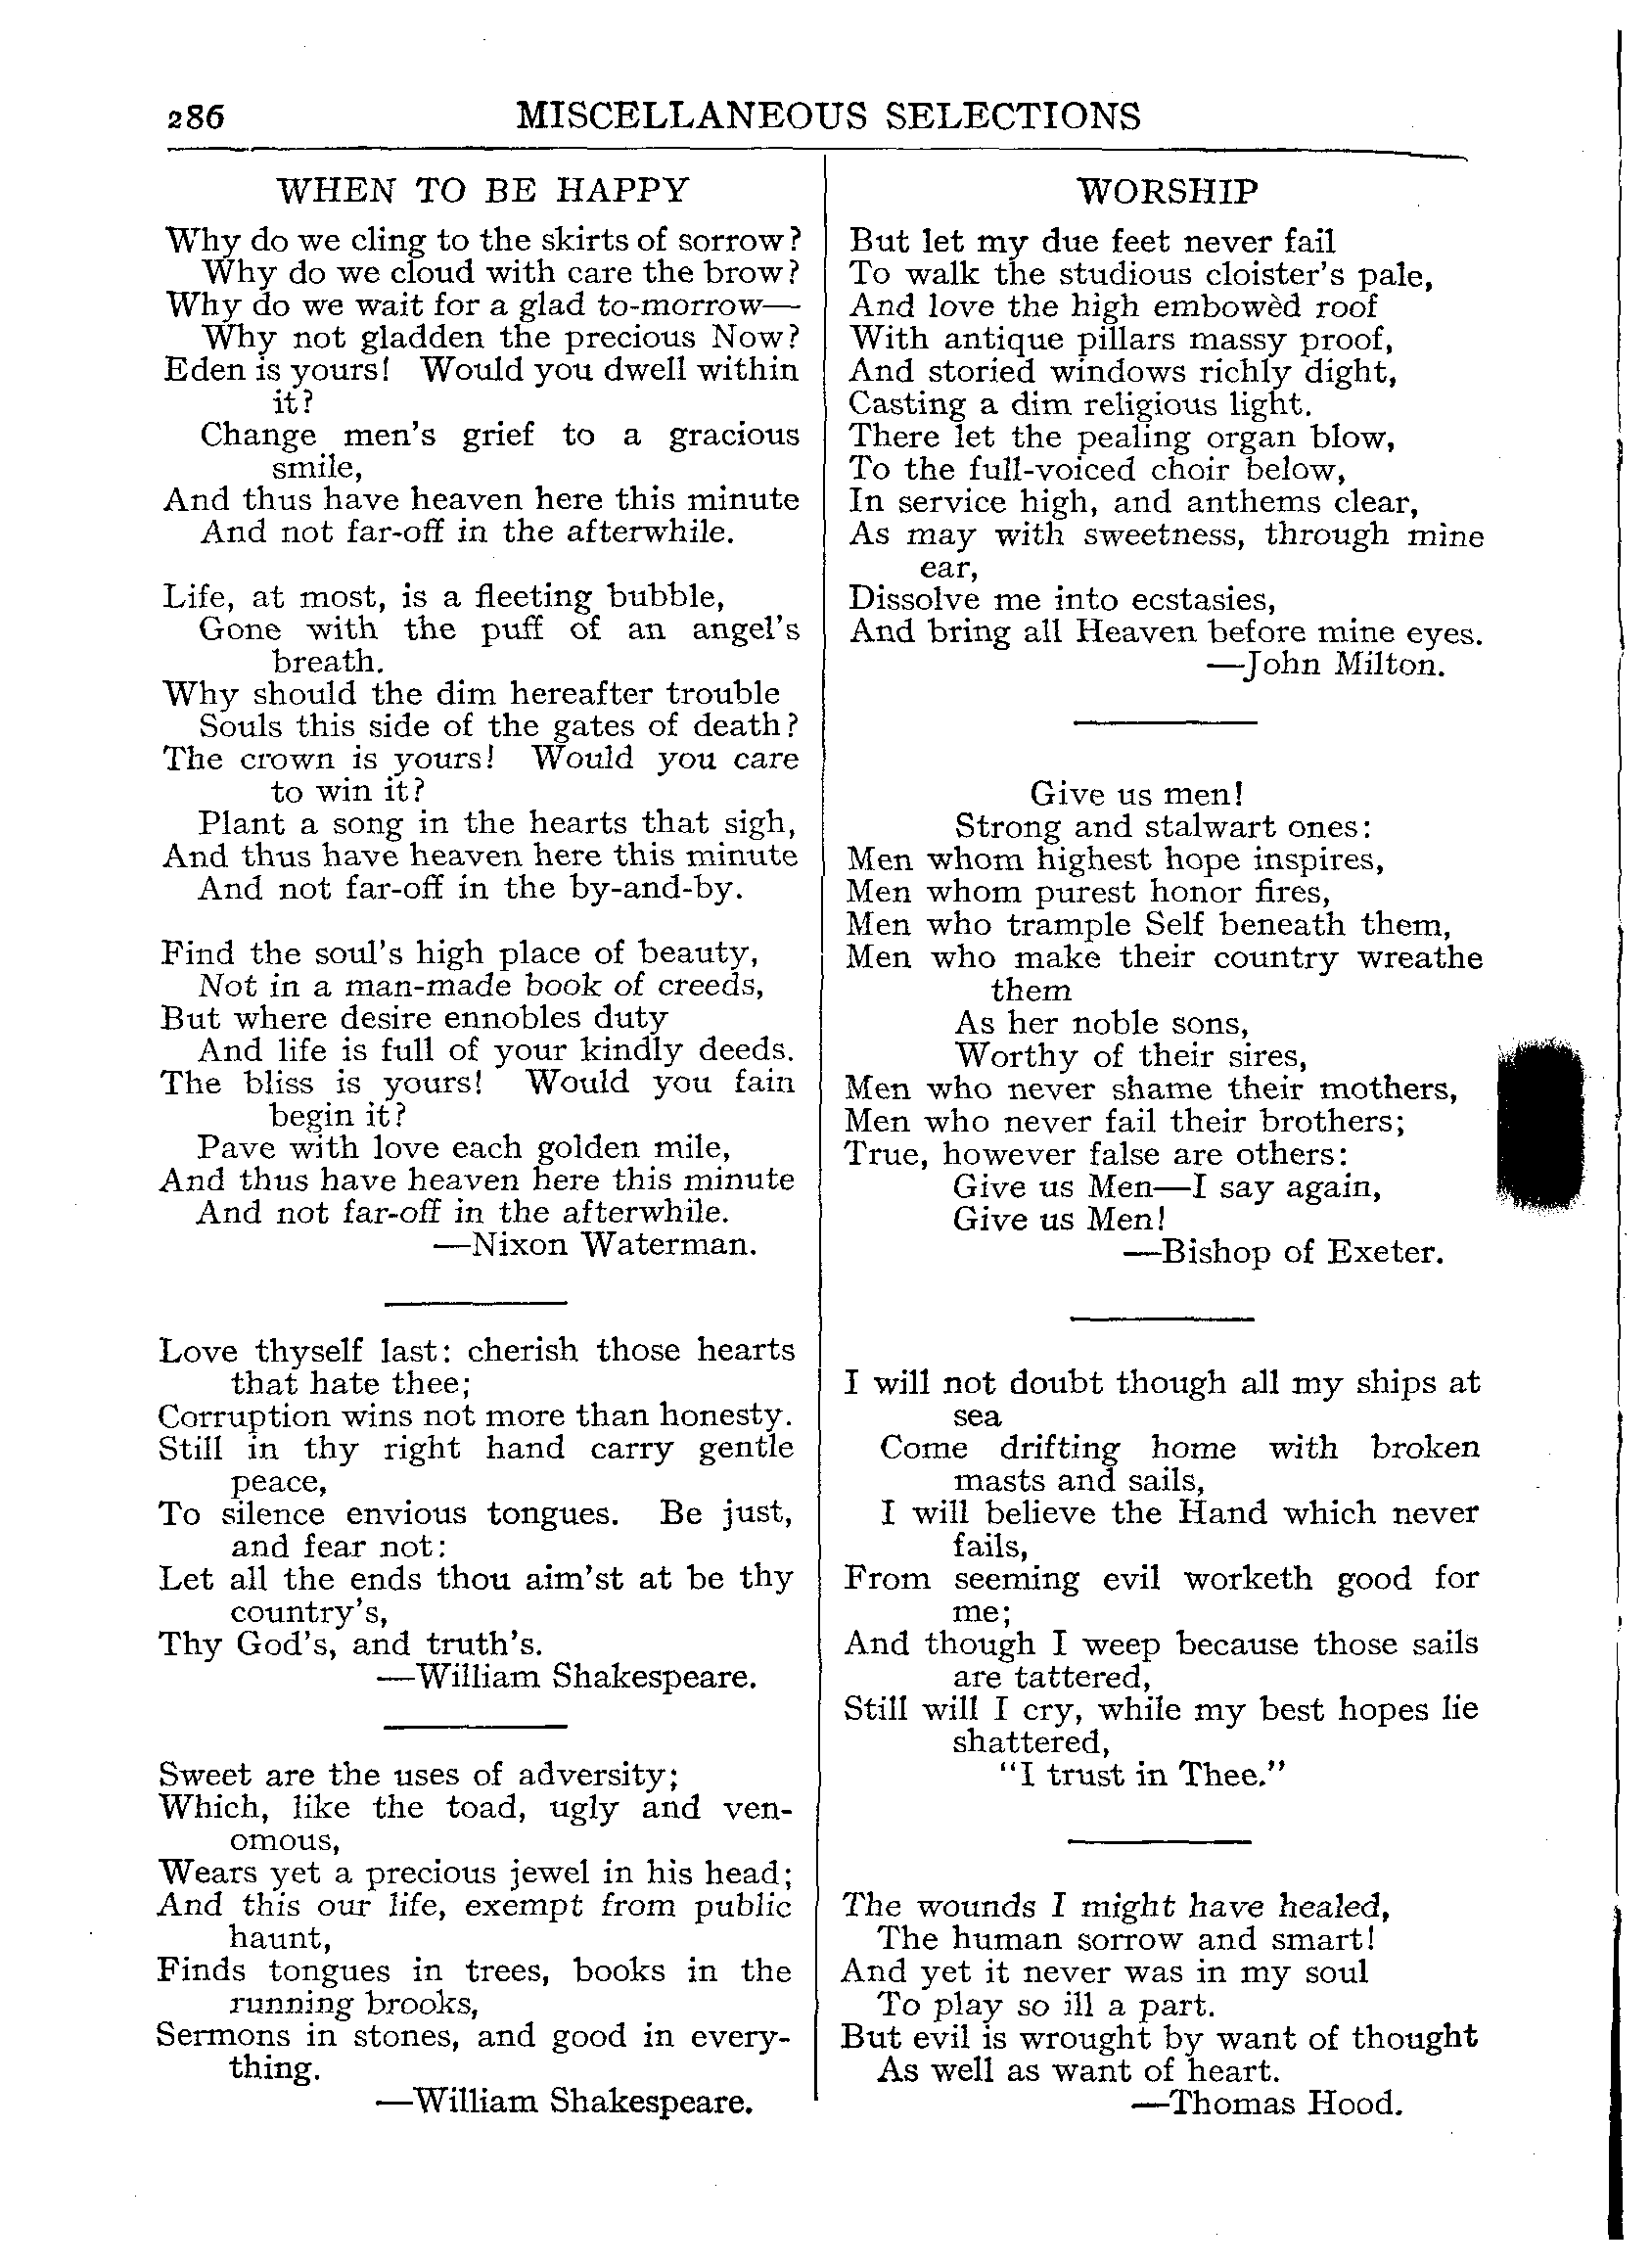 286
MISCELLANEOUS SELECTIONS
WHEN TO BE HAPPY
Why do we cling to the skirts of sorrow?
Why do we cloud with care the brow?
Why do we wait for a glad to-morrow—
Why not gladden the precious Now?
Eden is yours! Would you dwell within
it?
Change men's grief to a gracious
smile,
And thus have heaven here this minute
And not far-off in the afterwhile.
Life, at most, is a fleeting bubble,
Gone with the puff of an angel's
breath.
Why should the dim hereafter trouble
Souls this side of the gates of death?
The crown is yours! Would you care
to win it?
Plant a song in the hearts that sigh,
And thus have heaven here this minute
And not far-off in the by-and-by.
Find the soul's high place of beauty,
Not in a man-made book of creeds,
But where desire ennobles duty
And life is full of your kindly deeds.
The bliss is yours! Would you fain
begin it?
Pave with love each golden mile,
And thus have heaven here this minute
And not far-off in the afterwhile.
—Nixon Waterman.
Love thyself last: cherish those hearts
that hate thee;
Corruption wins not more than honesty.
Still in thy right hand carry gentle
peace,
To silence envious tongues. Be just,
and fear not:
Let all the ends thou aim'st at be thy
country's,
Thy God's, and truth's.
—William Shakespeare.
Sweet are the uses of adversity;
Which, like the toad, ugly and ven-
omous,
Wears yet a precious jewel in his head;
And this our life, exempt from public
haunt,
Finds tongues in trees, books in the
running brooks,
Sermons in stones, and good in every-
thing.
—William Shakespeare.
WORSHIP
But let my due feet never fail
To walk the studious cloister's pale,
And love the high embowèd roof
With antique pillars massy proof,
And storied windows richly dight,
Casting a dim religious light.
There let the pealing organ blow,
To the full-voiced choir below,
In service high, and anthems clear,
As may with sweetness, through mine
ear,
Dissolve me into ecstasies,
And bring all Heaven before mine eyes.
—John Milton.
Give us men!
Strong and stalwart ones:
Men whom highest hope inspires,
Men whom purest honor fires,
Men who trample Self beneath them,
Men who make their country wreathe
them
As her noble sons,
Worthy of their sires,
Men who never shame their mothers,
Men who never fail their brothers;
True, however false are others:
Give us Men—I say again,
Give us Men!
—Bishop of Exeter.
I will not doubt though all my ships at
sea
Come drifting home with broken
masts and sails,
I will believe the Hand which never
fails,
From seeming evil worketh good for
me;
And though I weep because those sails
are tattered,
Still will I cry, while my best hopes lie
shattered,
"I trust in Thee."
The wounds I might have healed,
The human sorrow and smart!
And yet it never was in my soul
To play so ill a part.
But evil is wrought by want of thought
As well as want of heart.
—Thomas Hood.